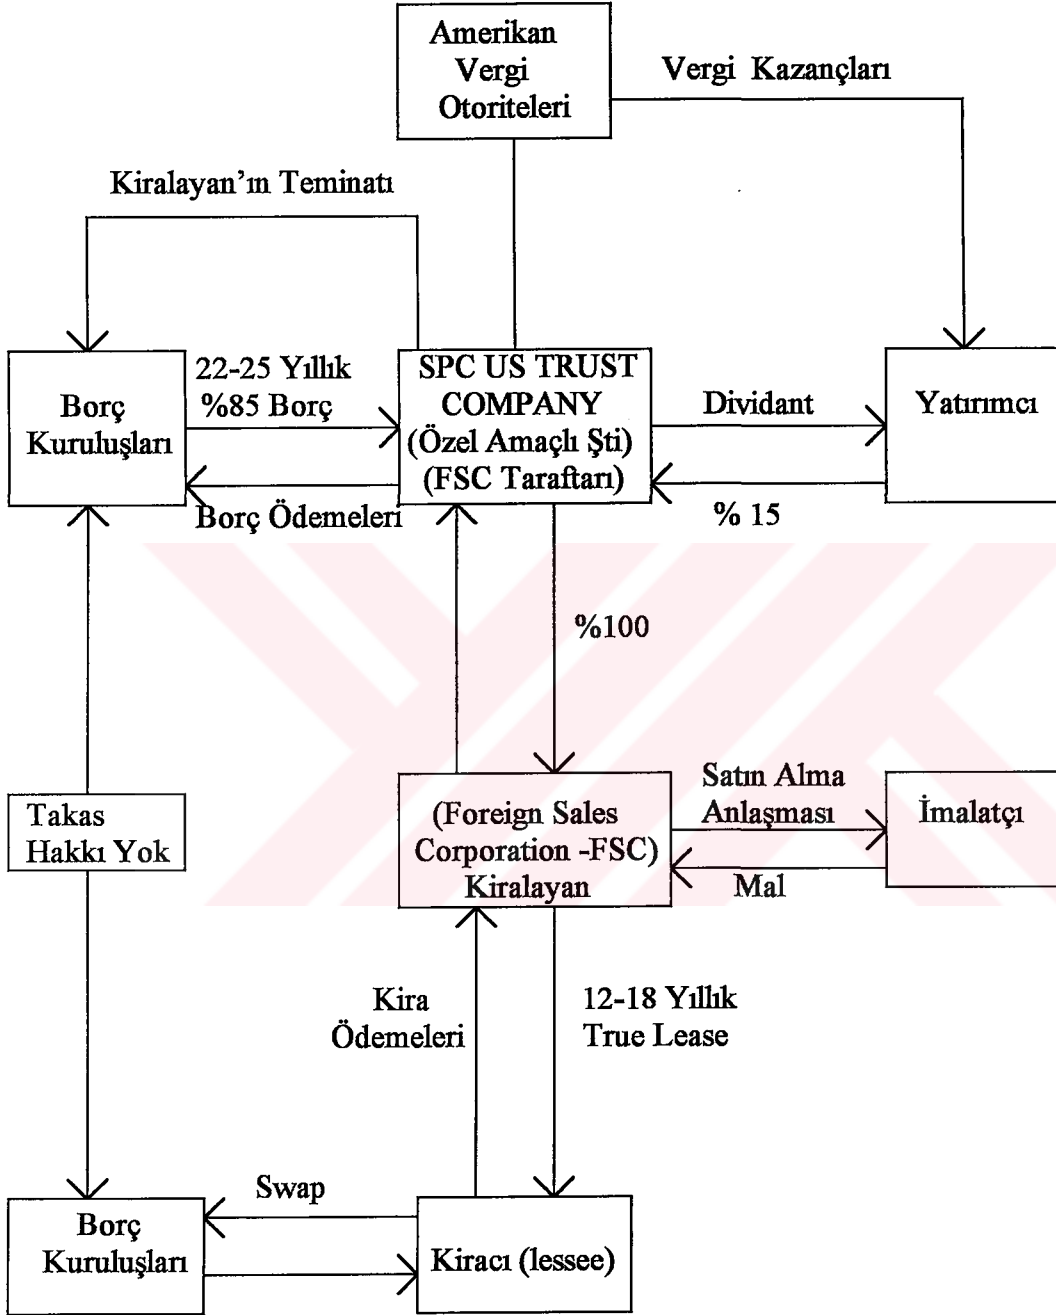 Amerikan
Vergi
Otoriteleri
Vergi Kazançları
Kiralayan'ın Teminatı
Borç
Kuruluşları
22-25 Yıllık
%85 Borç
Borç Ödemeleri
SPC US TRUST
COMPANY
(Özel Amaçlı Şti)
(FSC Taraftarı)
Dividant
% 15
Yatırımcı
%100
Takas
Hakkı Yok
(Foreign Sales
Corporation -FSC)
Kiralayan
Satın Alma
Anlaşması
Mal
İmalatçı
Kira
Ödemeleri
12-18 Yıllık
True Lease
Borç
Kuruluşları
Swap
Kiracı (lessee)